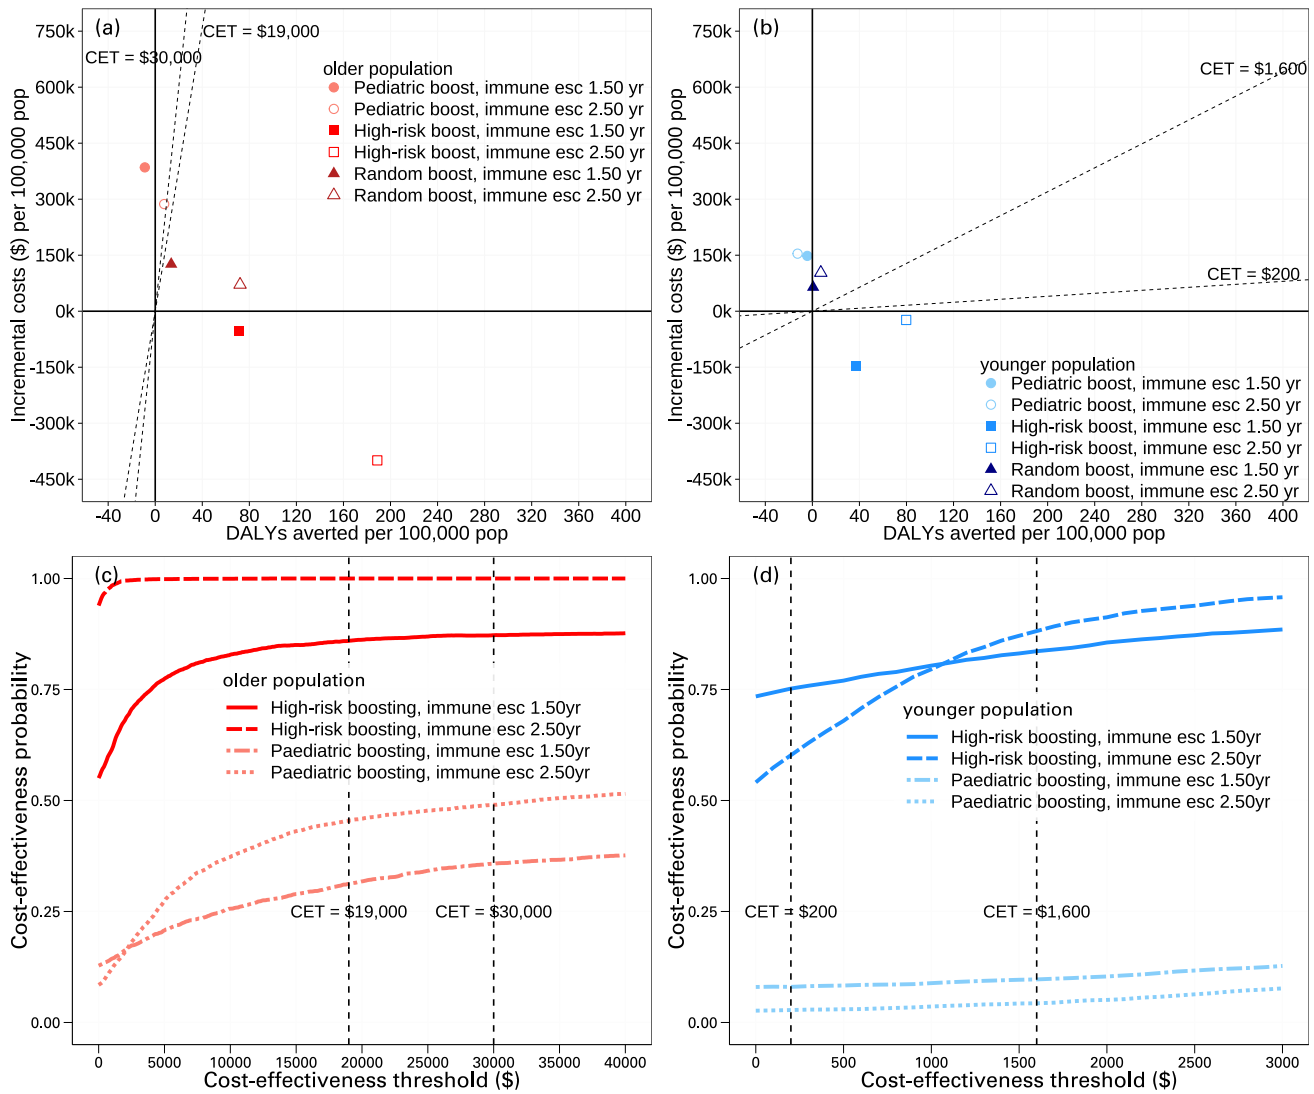 (a)
CET = $19,000
CET = $30,000
older population
Pediatric boost, immune esc 1.50 yr
Pediatric boost, immune esc 2.50 yr
High-risk boost, immune esc 1.50 yr
High-risk boost, immune esc 2.50 yr
Random boost, immune esc 1.50 yr
Random boost, immune esc 2.50 yr
Incremental costs ($) per 100,000 pop
750k
600k
450k
300k
150k
0k
-150k
-300k
-450k
-40 0 40 80 120 160 200 240 280 320 360 400
DALYs averted per 100,000 pop
(b)
CET = $1,600
CET = $200
younger population
Pediatric boost, immune esc 1.50 yr
Pediatric boost, immune esc 2.50 yr
High-risk boost, immune esc 1.50 yr
High-risk boost, immune esc 2.50 yr
Random boost, immune esc 1.50 yr
Random boost, immune esc 2.50 yr
Incremental costs ($) per 100,000 pop
750k
600k
450k
300k
150k
0k
-150k
-300k
-450k
-40 0 40 80 120 160 200 240 280 320 360 400
DALYs averted per 100,000 pop
(c)
older population
High-risk boosting, immune esc 1.50yr
High-risk boosting, immune esc 2.50yr
Paediatric boosting, immune esc 1.50yr
Paediatric boosting, immune esc 2.50yr
CET = $19,000
CET = $30,000
Cost-effectiveness probability
1.00
0.75
0.50
0.25
0.00
0 5000 10000 15000 20000 25000 30000 35000 40000
Cost-effectiveness threshold ($)
(d)
younger population
High-risk boosting, immune esc 1.50yr
High-risk boosting, immune esc 2.50yr
Paediatric boosting, immune esc 1.50yr
Paediatric boosting, immune esc 2.50yr
CET = $200
CET = $1,600
Cost-effectiveness probability
1.00
0.75
0.50
0.25
0.00
0 500 1000 1500 2000 2500 3000
Cost-effectiveness threshold ($)